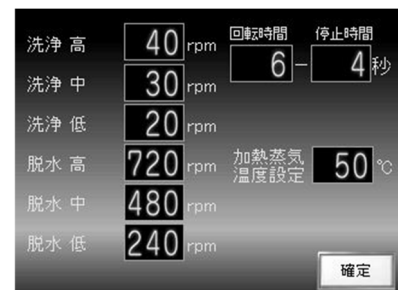 洗浄 高 40 rpm
洗浄 中 30 rpm
洗浄 低 20 rpm
脱水 高 720 rpm
脱水 中 480 rpm
脱水 低 240 rpm
回転時間 停止時間
6 - 4 秒
加熱蒸気
温度設定 50 ℃
確定